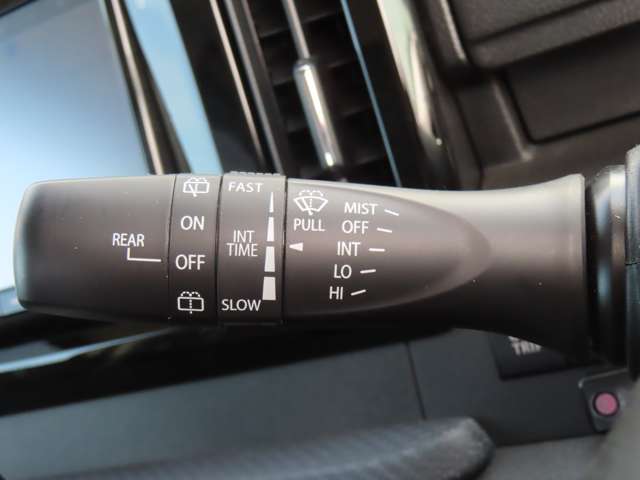 REAR
ON
OFF
FAST
INT
TIME
SLOW
PULL
MIST
OFF
INT
LO
HI